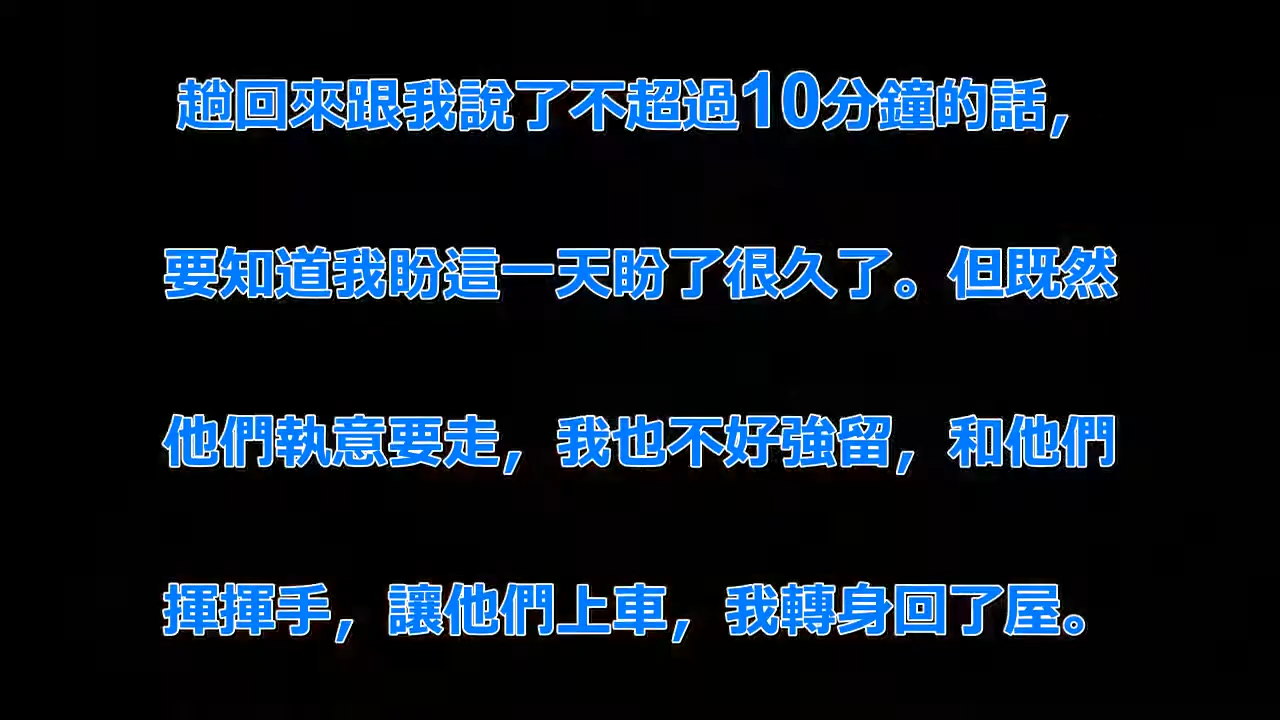 趟回來跟我說了不超過10分鐘的話，
要知道我盼這一天盼了很久了。但既然
他們執意要走，我也不好強留，和他們
揮揮手，讓他們上車，我轉身回了屋。